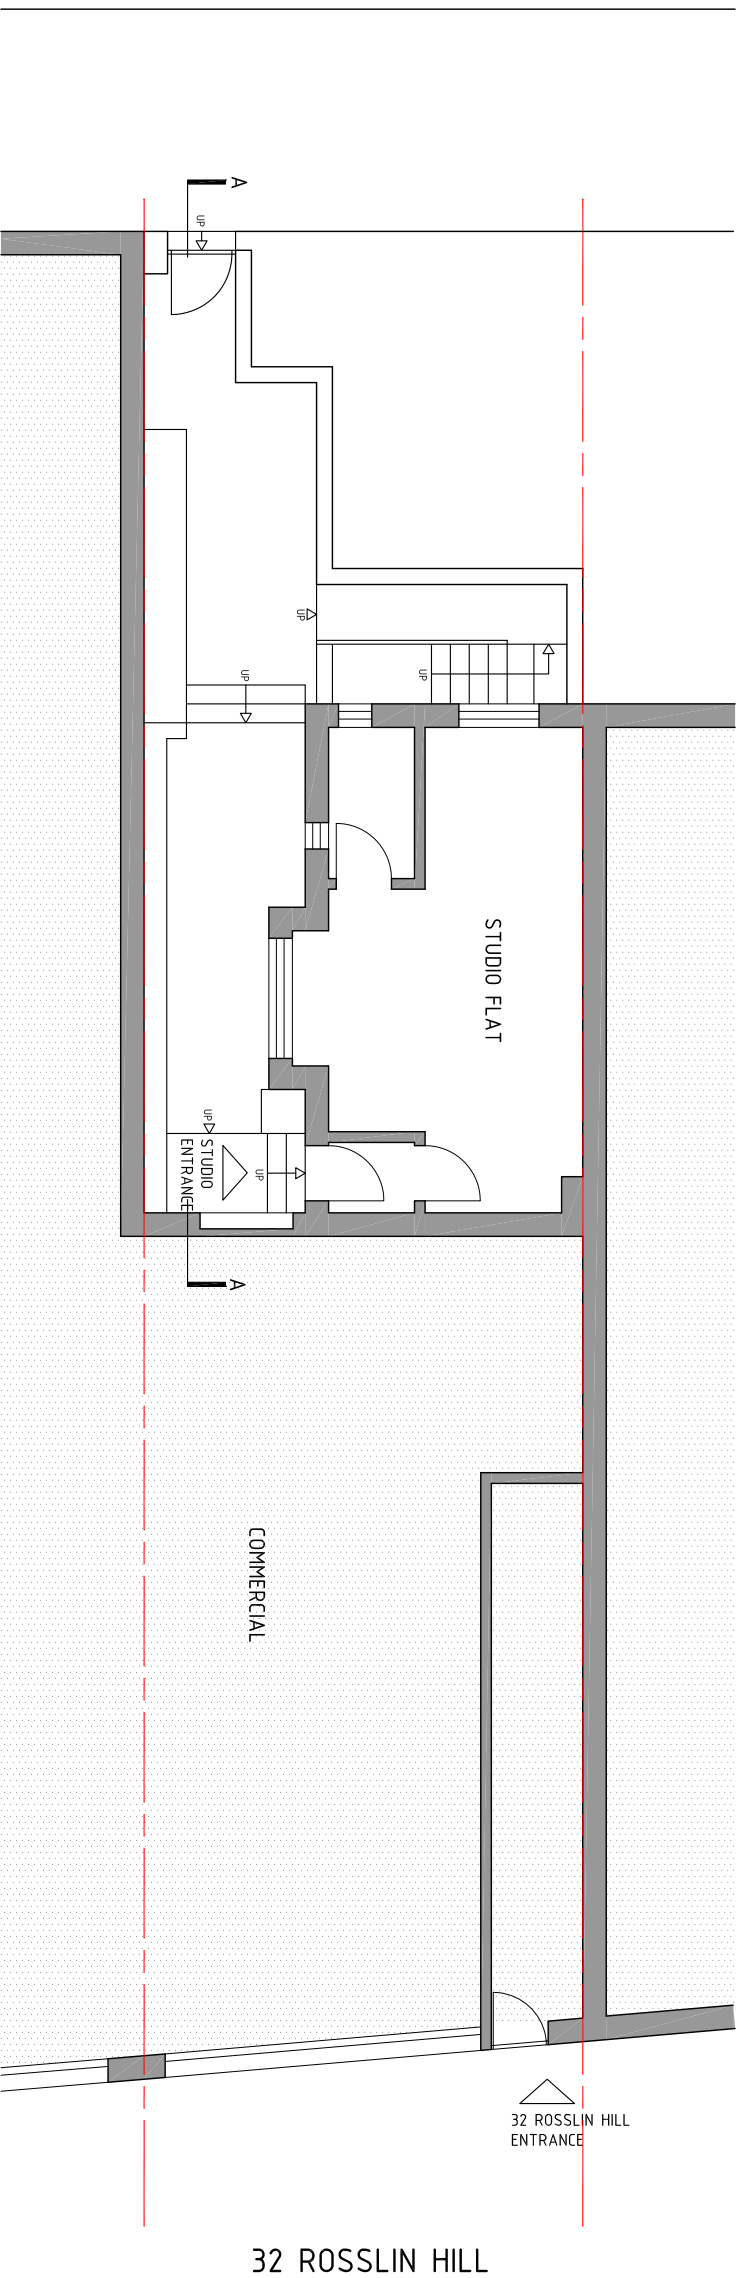 A
UP
UP
UP
UP
STUDIO FLAT
UP
STUDIO
ENTRANCE
UP
A
COMMERCIAL
32 ROSSLIN HILL
ENTRANCE
32 ROSSLIN HILL